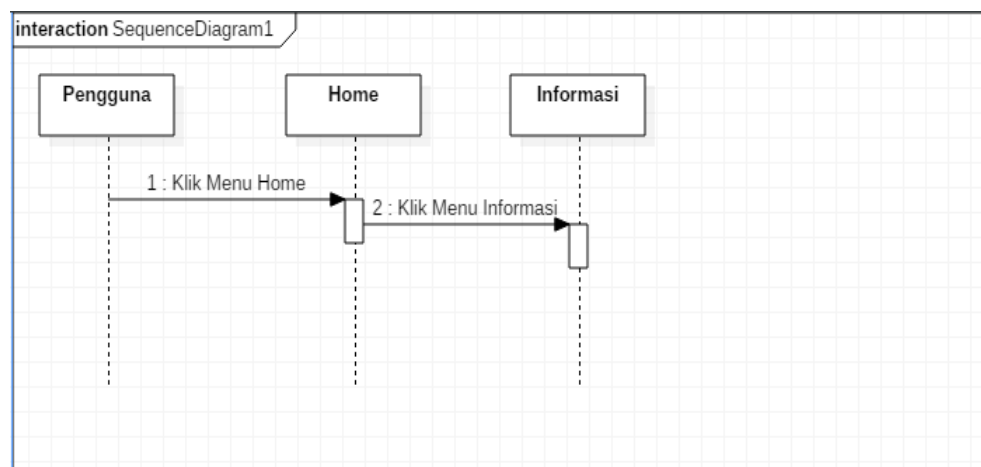 interaction SequenceDiagram1
Pengguna
Home
Informasi
1 : Klik Menu Home
2 : Klik Menu Informasi